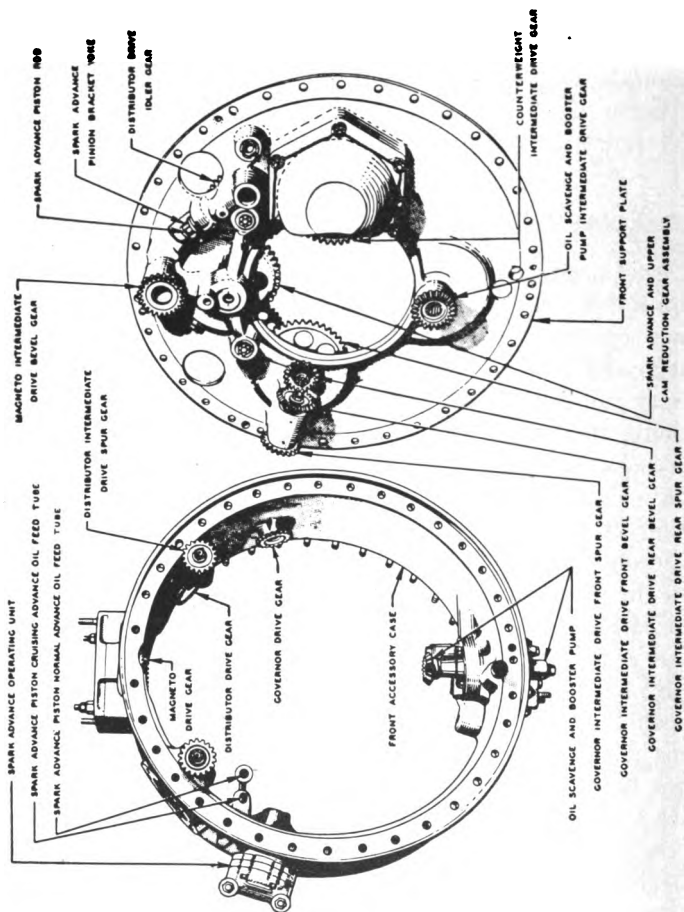 SPARK ADVANCE OPERATING UNIT
SPARK ADVANCE PISTON CRUISING ADVANCE OIL FEED TUBE
SPARK ADVANCE PISTON NORMAL ADVANCE OIL FEED TUBE
DISTRIBUTOR INTERMEDIATE
DRIVE SPUR GEAR
MAGNETO INTERMEDIATE
DRIVE BEVEL GEAR
SPARK ADVANCE PISTON ROD
SPARK ADVANCE
PINION BRACKET YOKE
DISTRIBUTOR DRIVE
IDLER GEAR
MAGNETO
DRIVE GEAR
DISTRIBUTOR DRIVE GEAR
GOVERNOR DRIVE GEAR
FRONT ACCESSORY CASE
OIL SCAVENGE AND BOOSTER PUMP
GOVERNOR INTERMEDIATE DRIVE FRONT SPUR GEAR
GOVERNOR INTERMEDIATE DRIVE FRONT BEVEL GEAR
GOVERNOR INTERMEDIATE DRIVE REAR BEVEL GEAR
GOVERNOR INTERMEDIATE DRIVE REAR SPUR GEAR
COUNTERWEIGHT
INTERMEDIATE DRIVE GEAR
OIL SCAVENGE AND BOOSTER
PUMP INTERMEDIATE DRIVE GEAR
FRONT SUPPORT PLATE
SPARK ADVANCE AND UPPER
CAM REDUCTION GEAR ASSEMBLY